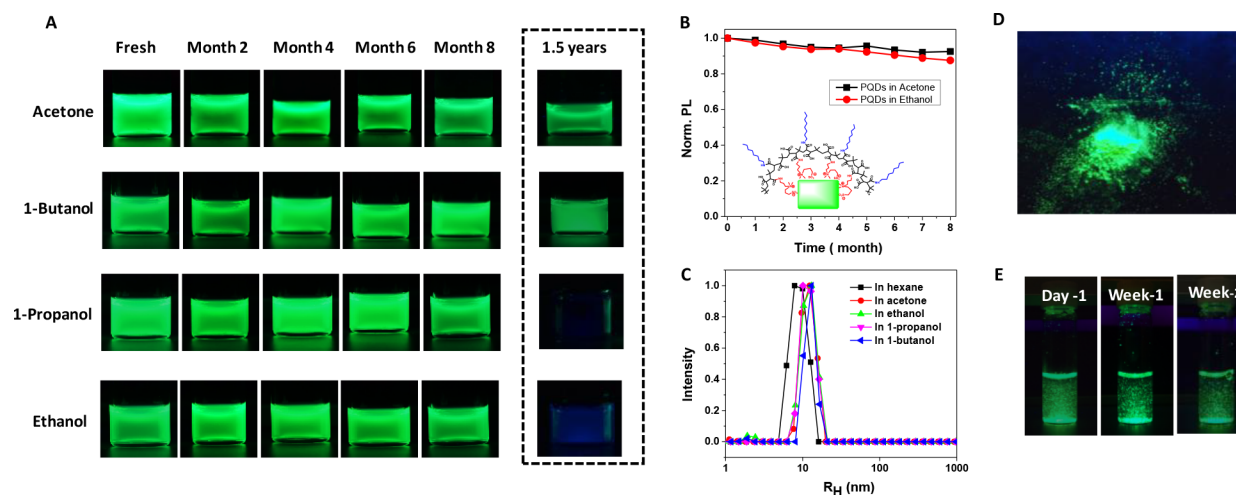 A
Fresh Month 2 Month 4 Month 6 Month 8 1.5 years
Acetone
1-Butanol
1-Propanol
Ethanol
B
Norm. PL
1.0
0.8
0.6
0.4
0.2
0.0
PQDs in Acetone
PQDs in Ethanol
0 1 2 3 4 5 6 7 8
Time ( month)
C
Intensity
1.0
0.8
0.6
0.4
0.2
0.0
In hexane
In acetone
In ethanol
In 1-propanol
In 1-butanol
1 10 100 1000
RH (nm)
D
E
Day -1 Week-1